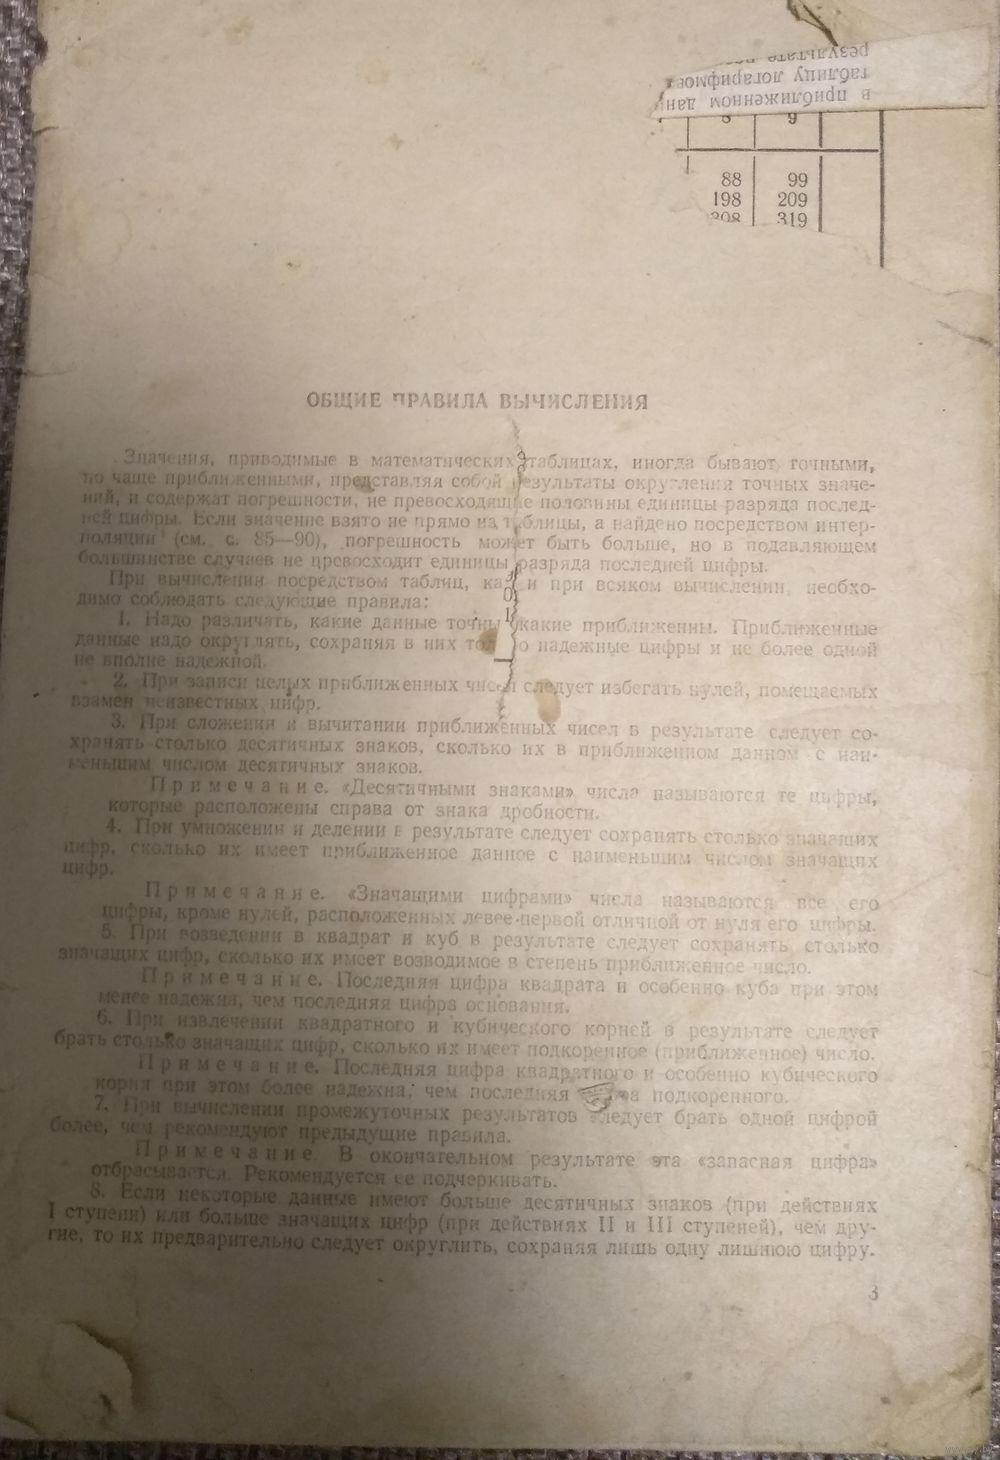 в приближенном дан
таблицу логарифмов
88 99
198 209
308 319
ОБЩИЕ ПРАВИЛА ВЫЧИСЛЕНИЯ
Значения, приводимые в математических таблицах, иногда бывают точными,
но чаще приближенными, представляя собой результаты округления точных значе-
ний, и содержат погрешности, не превосходящие половины единицы разряда послед-
ней цифры. Если значение взято не прямо из таблицы, а найдено посредством интер-
поляции (см. с. 85—90), погрешность может быть больше, но в подавляющем
большинстве случаев не превосходит единицы разряда последней цифры.
При вычислении посредством таблиц, как и при всяком вычислении, необхо-
димо соблюдать следующие правила:
1. Надо различать, какие данные точны, какие приближенны. Приближенные
данные надо округлять, сохраняя в них только надежные цифры и не более одной
не вполне надежной.
2. При записи целых приближенных чисел следует избегать нулей, помещаемых
взамен неизвестных цифр.
3. При сложении и вычитании приближенных чисел в результате следует со-
хранять столько десятичных знаков, сколько их в приближенном данном с наи-
меньшим числом десятичных знаков.
Примечание. «Десятичными знаками» числа называются те цифры,
которые расположены справа от знака дробности.
4. При умножении и делении в результате следует сохранять столько значащих
цифр, сколько их имеет приближенное данное с наименьшим числом значащих
цифр.
Примечание. «Значащими цифрами» числа называются все его
цифры, кроме нулей, расположенных левее первой отличной от нуля его цифры.
5. При возведении в квадрат и куб в результате следует сохранять столько
значащих цифр, сколько их имеет возводимое в степень приближенное число.
Примечание. Последняя цифра квадрата и особенно куба при этом
менее надежна, чем последняя цифра основания.
6. При извлечении квадратного и кубического корней в результате следует
брать столько значащих цифр, сколько их имеет подкоренное (приближенное) число.
Примечание. Последняя цифра квадратного и особенно кубического
корня при этом более надежна, чем последняя цифра подкоренного.
7. При вычислении промежуточных результатов следует брать одной цифрой
более, чем рекомендуют предыдущие правила.
Примечание. В окончательном результате эта «запасная цифра»
отбрасывается. Рекомендуется ее подчеркивать.
8. Если некоторые данные имеют больше десятичных знаков (при действиях
I ступени) или больше значащих цифр (при действиях II и III ступеней), чем дру-
гие, то их предварительно следует округлить, сохраняя лишь одну лишнюю цифру.
3